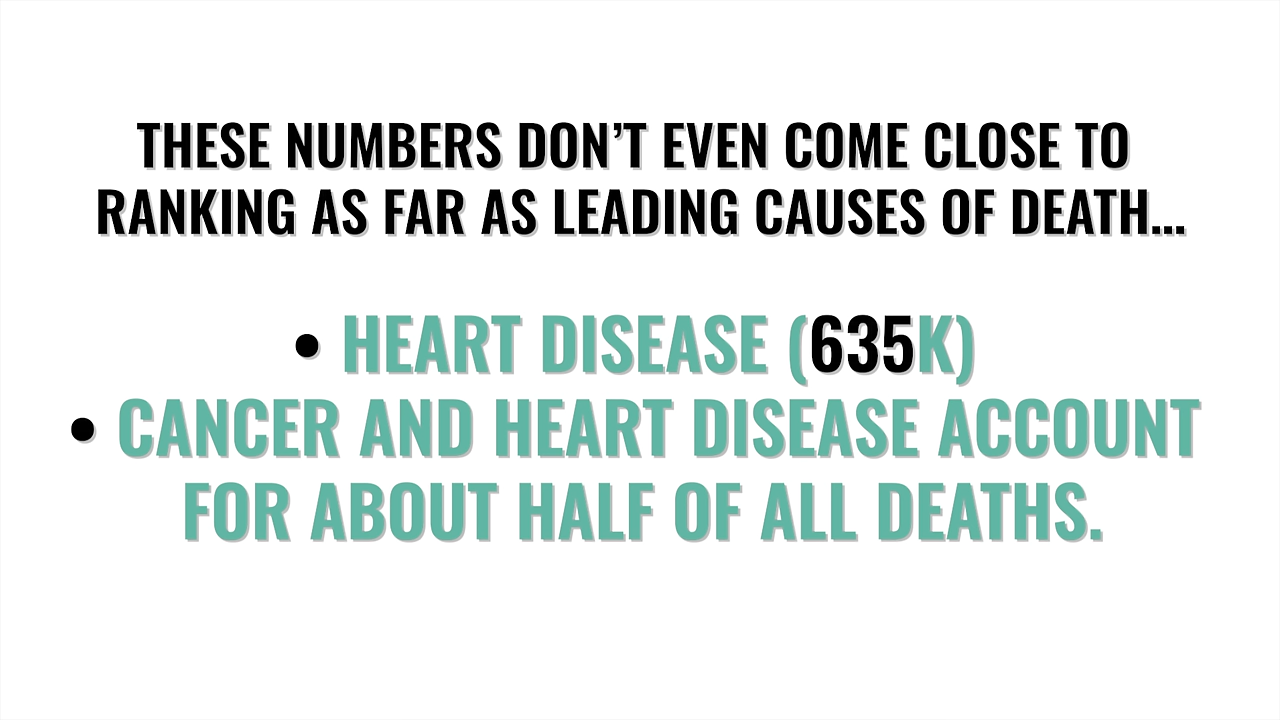 THESE NUMBERS DON’T EVEN COME CLOSE TO
RANKING AS FAR AS LEADING CAUSES OF DEATH...
• HEART DISEASE (635K)
• CANCER AND HEART DISEASE ACCOUNT
FOR ABOUT HALF OF ALL DEATHS.